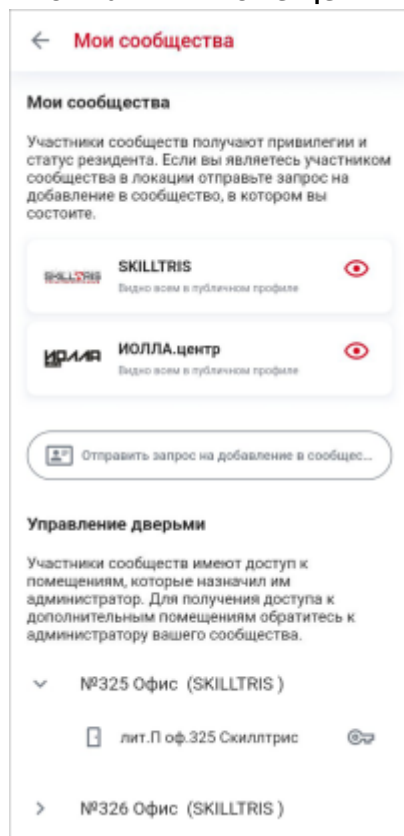 Мои сообщества
Мои сообщества
Участники сообществ получают привилегии и
статус резидента. Если вы являетесь участником
сообщества в локации отправьте запрос на
добавление в сообщество, в котором вы
состоите.
SKILLTRIS
SKILLTRIS
Видно всем в публичном профиле
ИОЛЛА
ИОЛЛА.центр
Видно всем в публичном профиле
Отправить запрос на добавление в сообщес...
Управление дверьми
Участники сообществ имеют доступ к
помещениям, которые назначил им
администратор. Для получения доступа к
дополнительным помещениям обратитесь к
администратору вашего сообщества.
№325 Офис (SKILLTRIS )
лит.П оф.325 Скиллтрис
№326 Офис (SKILLTRIS )